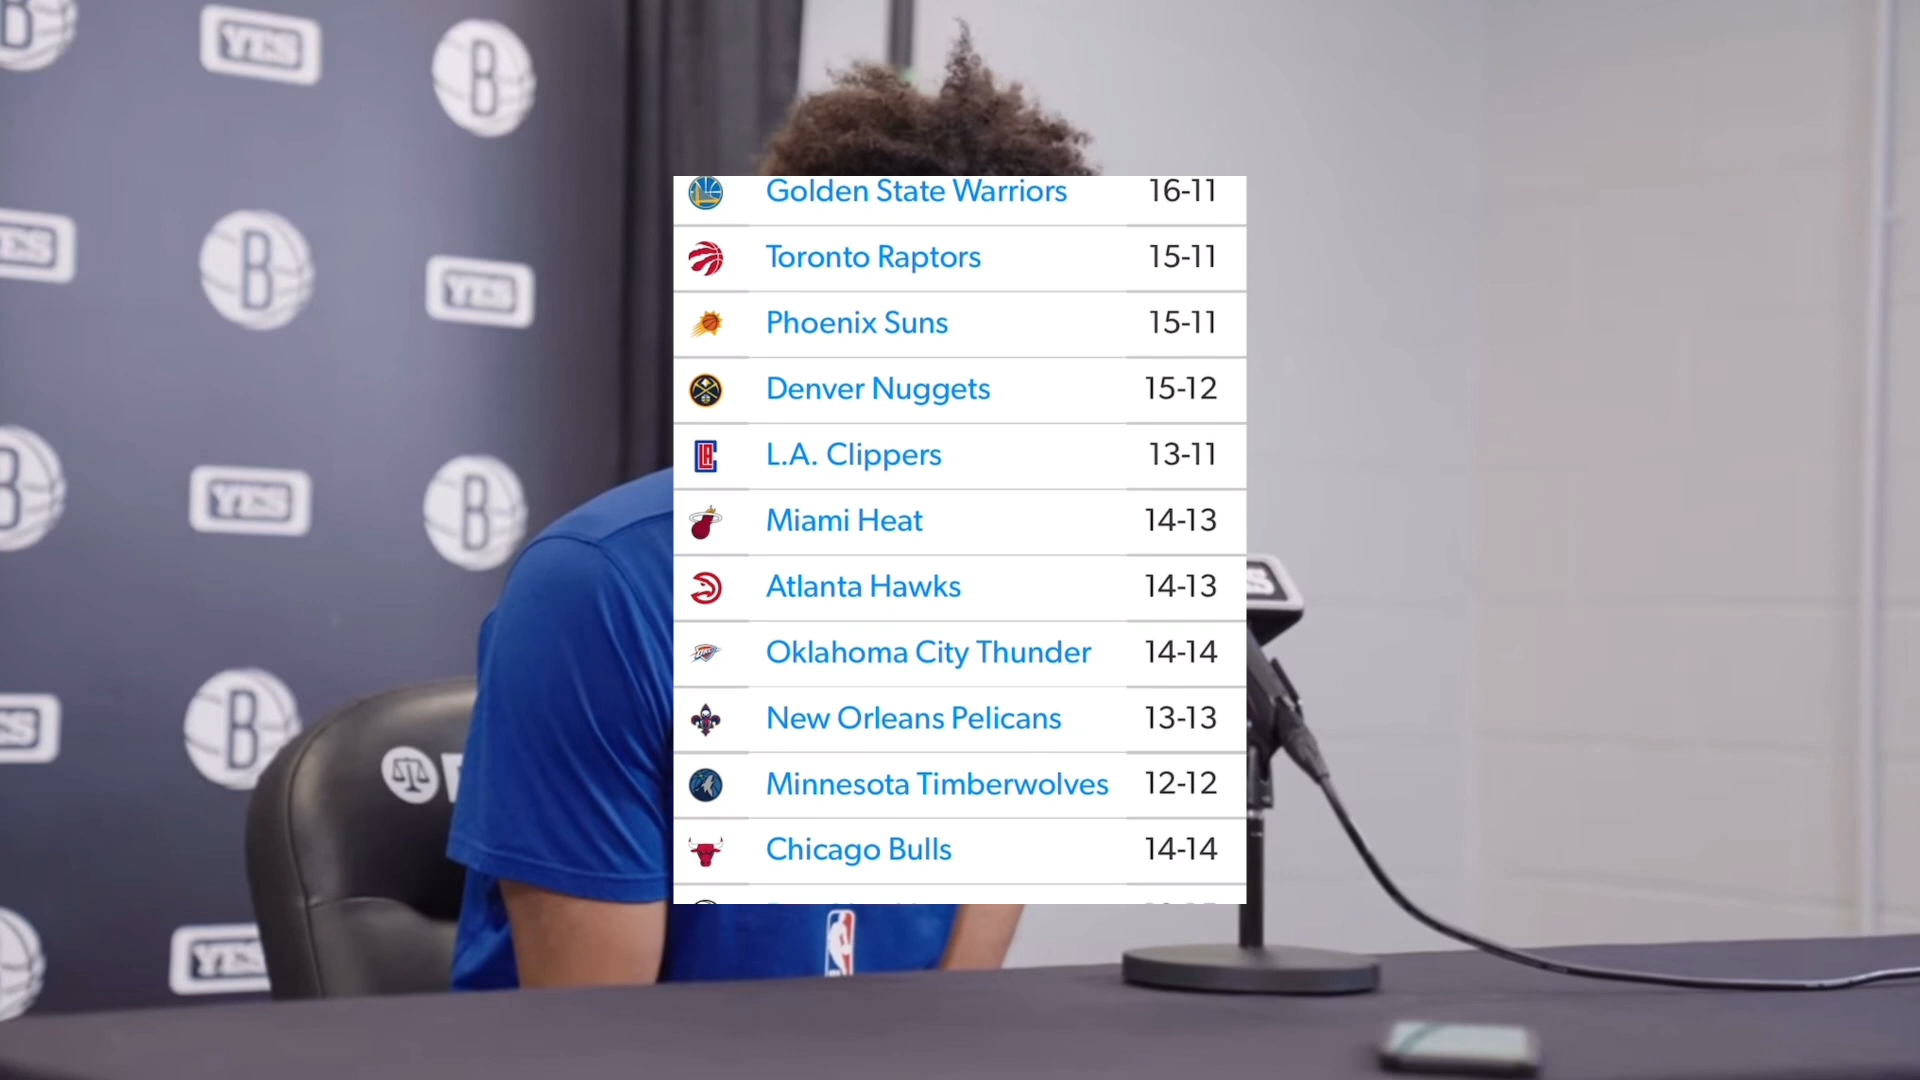 YES
B
B
YES
B
YES
B
YES
B
B
YES
Golden State Warriors 16-11
Toronto Raptors 15-11
Phoenix Suns 15-11
Denver Nuggets 15-12
L.A. Clippers 13-11
Miami Heat 14-13
Atlanta Hawks 14-13
Oklahoma City Thunder 14-14
New Orleans Pelicans 13-13
Minnesota Timberwolves 12-12
Chicago Bulls 14-14